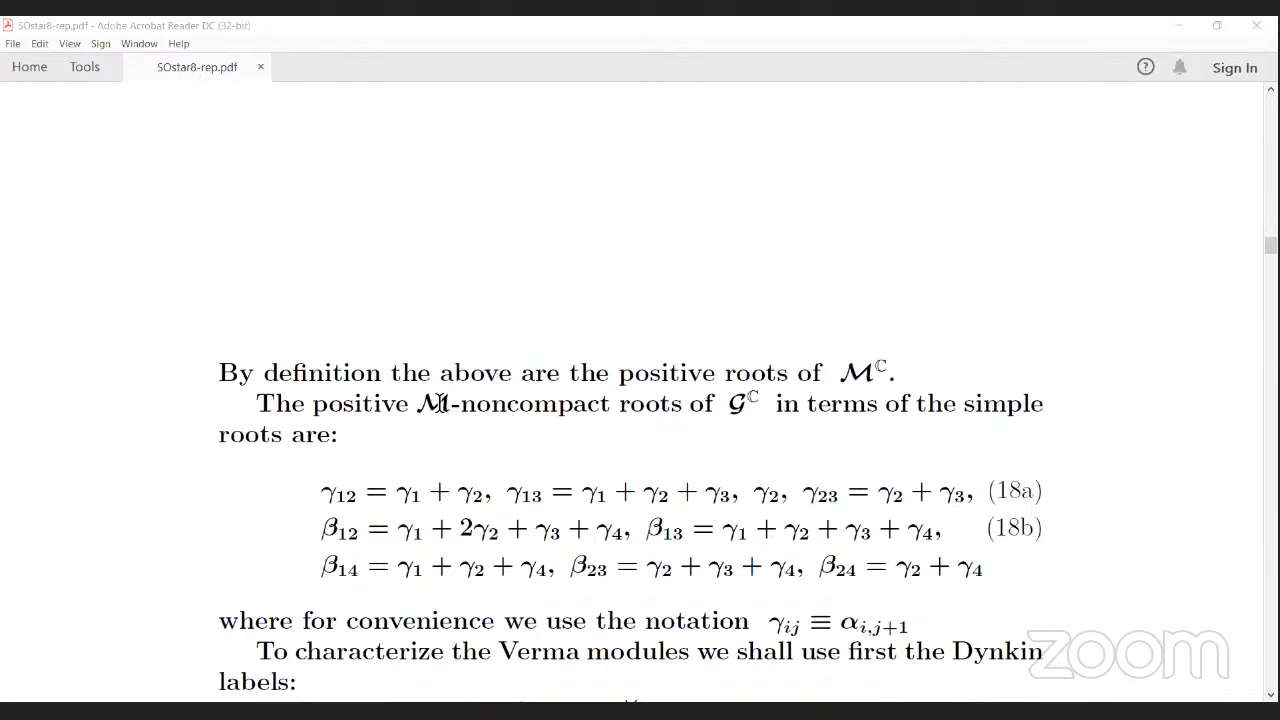 SOstar8-rep.pdf - Adobe Acrobat Reader DC (32-bit)
File Edit View Sign Window Help
Home Tools SOstar8-rep.pdf × Sign In
By definition the above are the positive roots of ℳ^ℂ.
The positive ℳ-noncompact roots of 𝒢^ℂ in terms of the simple
roots are:
γ₁₂ = γ₁ + γ₂, γ₁₃ = γ₁ + γ₂ + γ₃, γ₂, γ₂₃ = γ₂ + γ₃, (18a)
β₁₂ = γ₁ + 2γ₂ + γ₃ + γ₄, β₁₃ = γ₁ + γ₂ + γ₃ + γ₄, (18b)
β₁₄ = γ₁ + γ₂ + γ₄, β₂₃ = γ₂ + γ₃ + γ₄, β₂₄ = γ₂ + γ₄
where for convenience we use the notation γ_{ij} ≡ α_{i,j+1}
To characterize the Verma modules we shall use first the Dynkin
labels:
zoom